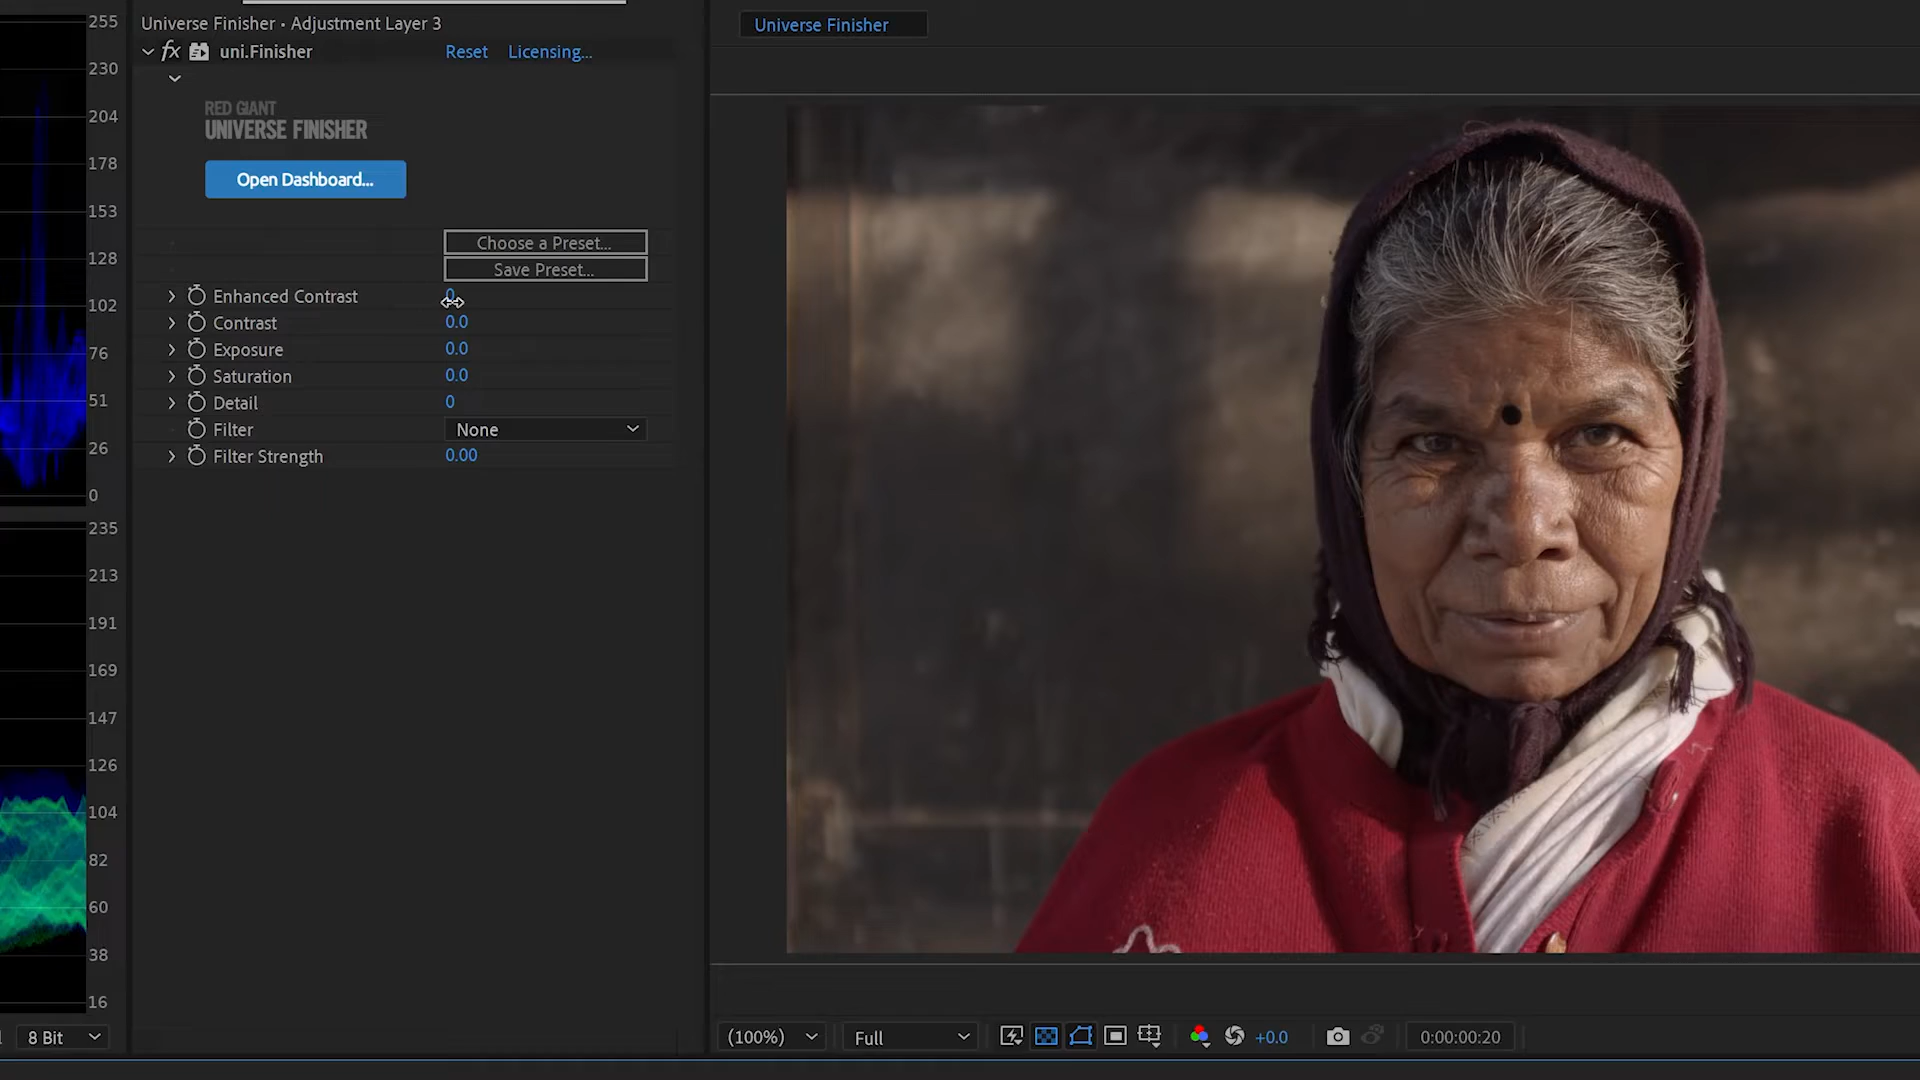 255
230
204
178
153
128
102
76
51
26
0
235
213
191
169
147
126
104
82
60
38
16
8 Bit
Universe Finisher • Adjustment Layer 3
fx uni.Finisher Reset Licensing...
RED GIANT
UNIVERSE FINISHER
Open Dashboard...
Choose a Preset...
Save Preset...
Enhanced Contrast 0
Contrast 0.0
Exposure 0.0
Saturation 0.0
Detail 0
Filter None
Filter Strength 0.00
Universe Finisher
(100%) Full +0.0 0:00:00:20